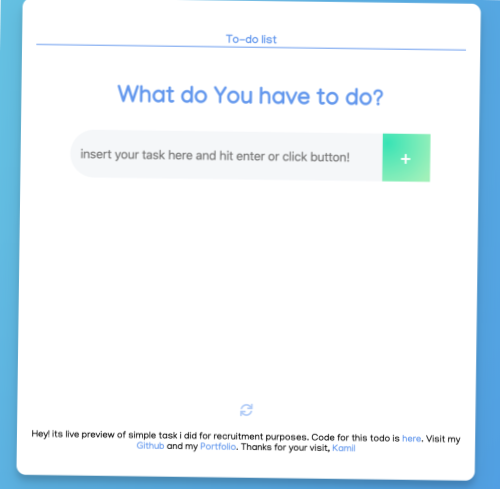 To-do list
What do You have to do?
insert your task here and hit enter or click button!
+
Hey! its live preview of simple task i did for recruitment purposes. Code for this todo is here. Visit my
Github and my Portfolio. Thanks for your visit, Kamil